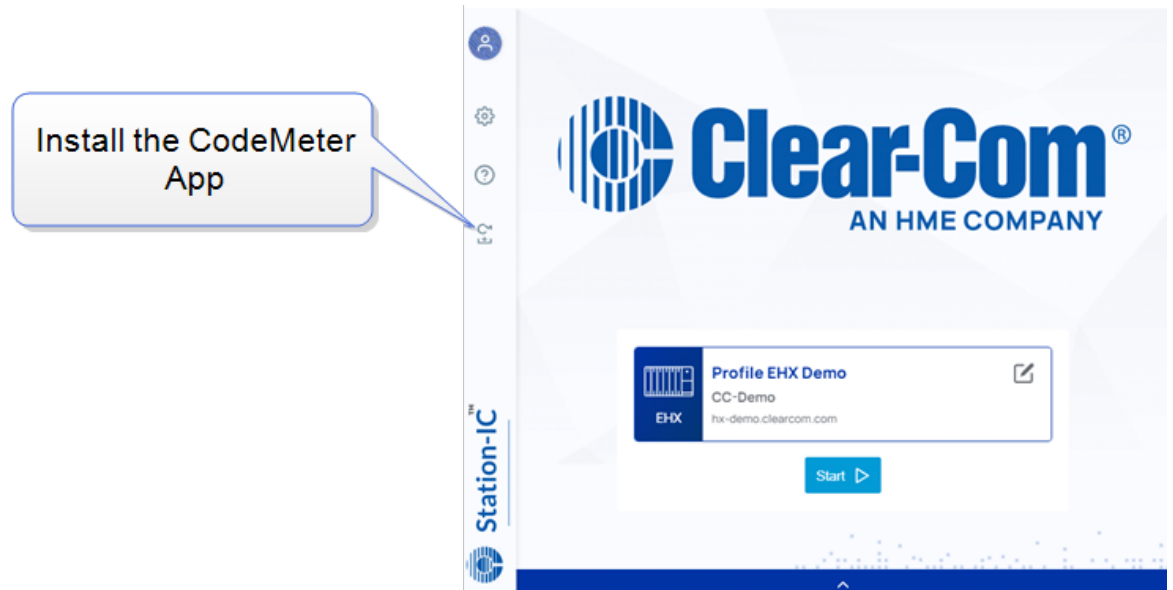 Install the CodeMeter
App
Clear-Com®
AN HME COMPANY
Profile EHX Demo
CC-Demo
hx-demo.clearcom.com
EHX
Start
Station-IC™